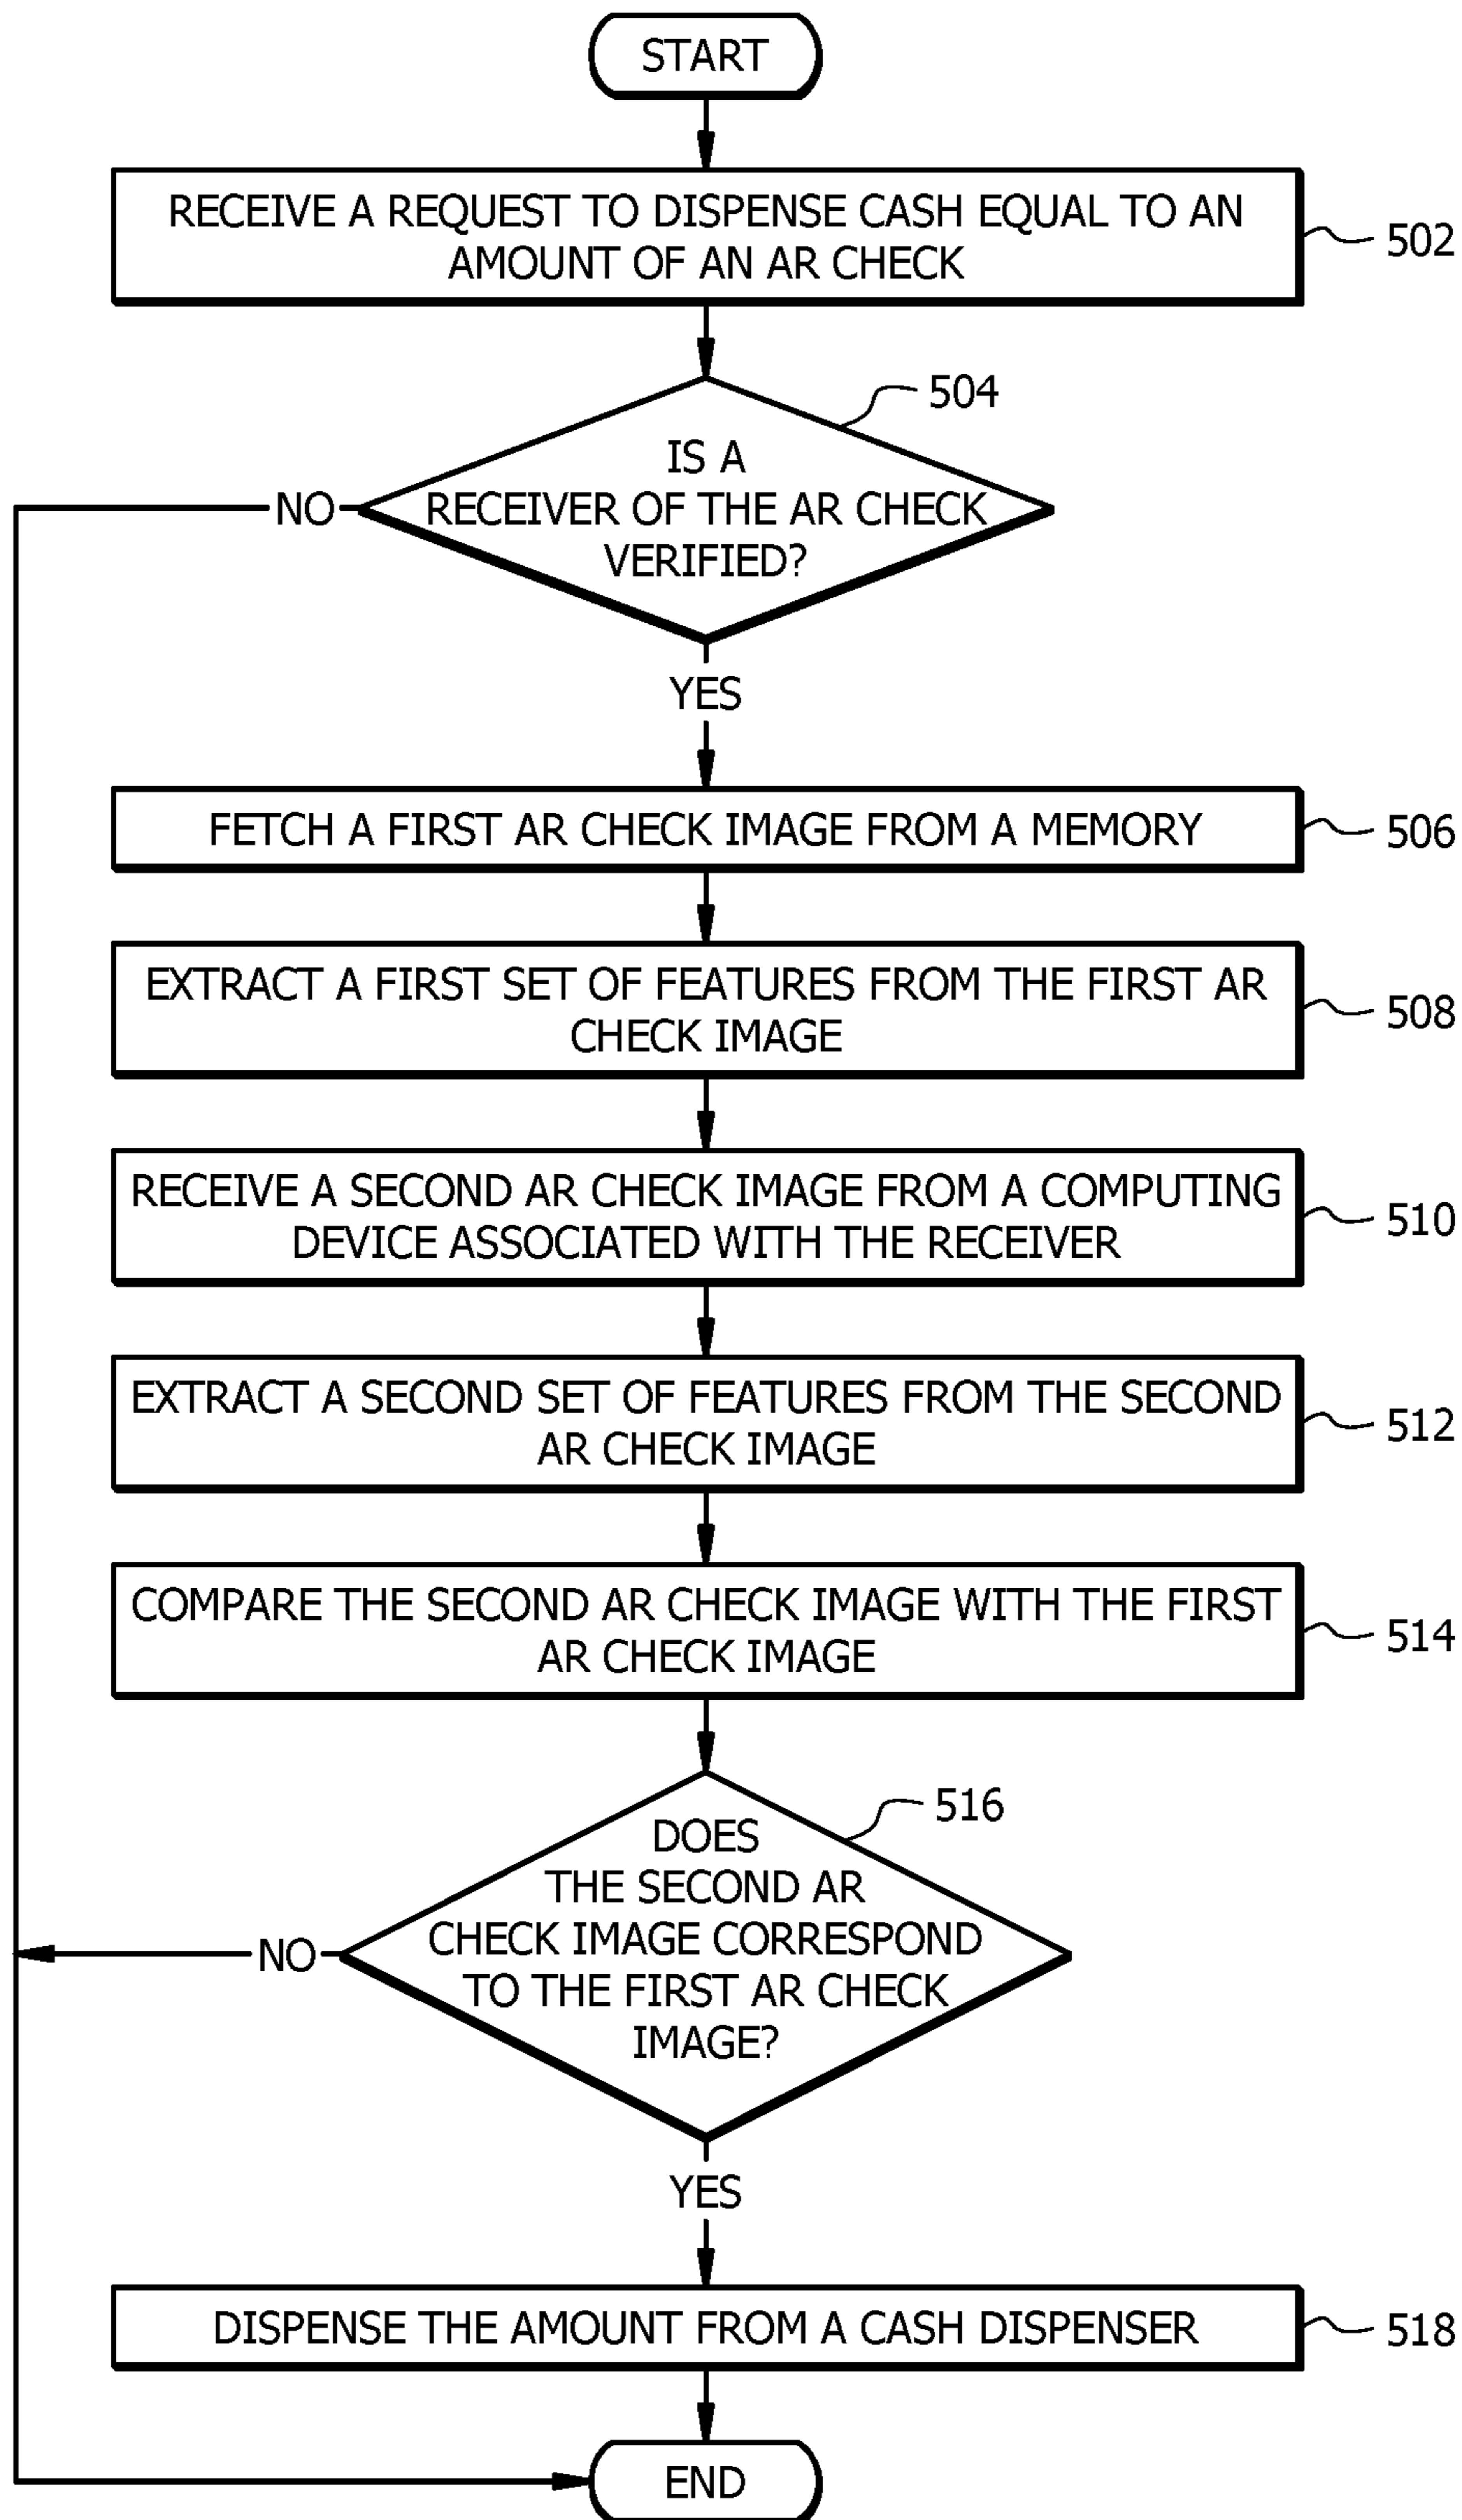 START
RECEIVE A REQUEST TO DISPENSE CASH EQUAL TO AN
AMOUNT OF AN AR CHECK
502
504
IS A
RECEIVER OF THE AR CHECK
VERIFIED?
NO
YES
FETCH A FIRST AR CHECK IMAGE FROM A MEMORY
506
EXTRACT A FIRST SET OF FEATURES FROM THE FIRST AR
CHECK IMAGE
508
RECEIVE A SECOND AR CHECK IMAGE FROM A COMPUTING
DEVICE ASSOCIATED WITH THE RECEIVER
510
EXTRACT A SECOND SET OF FEATURES FROM THE SECOND
AR CHECK IMAGE
512
COMPARE THE SECOND AR CHECK IMAGE WITH THE FIRST
AR CHECK IMAGE
514
516
DOES
THE SECOND AR
CHECK IMAGE CORRESPOND
TO THE FIRST AR CHECK
IMAGE?
NO
YES
DISPENSE THE AMOUNT FROM A CASH DISPENSER
518
END